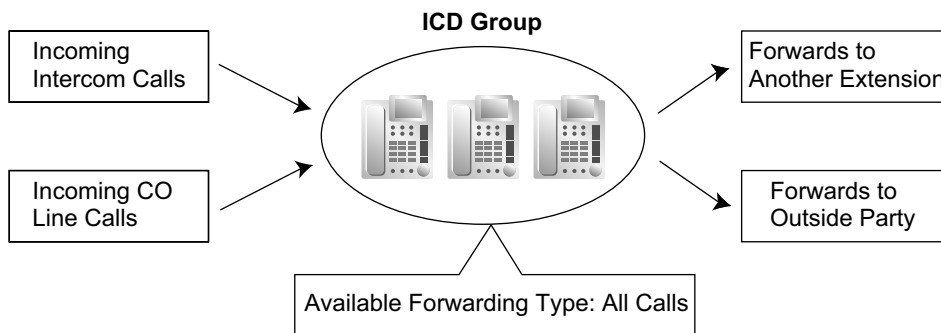 ICD Group
Incoming
Intercom Calls
Incoming CO
Line Calls
Forwards to
Another Extension
Forwards to
Outside Party
Available Forwarding Type: All Calls